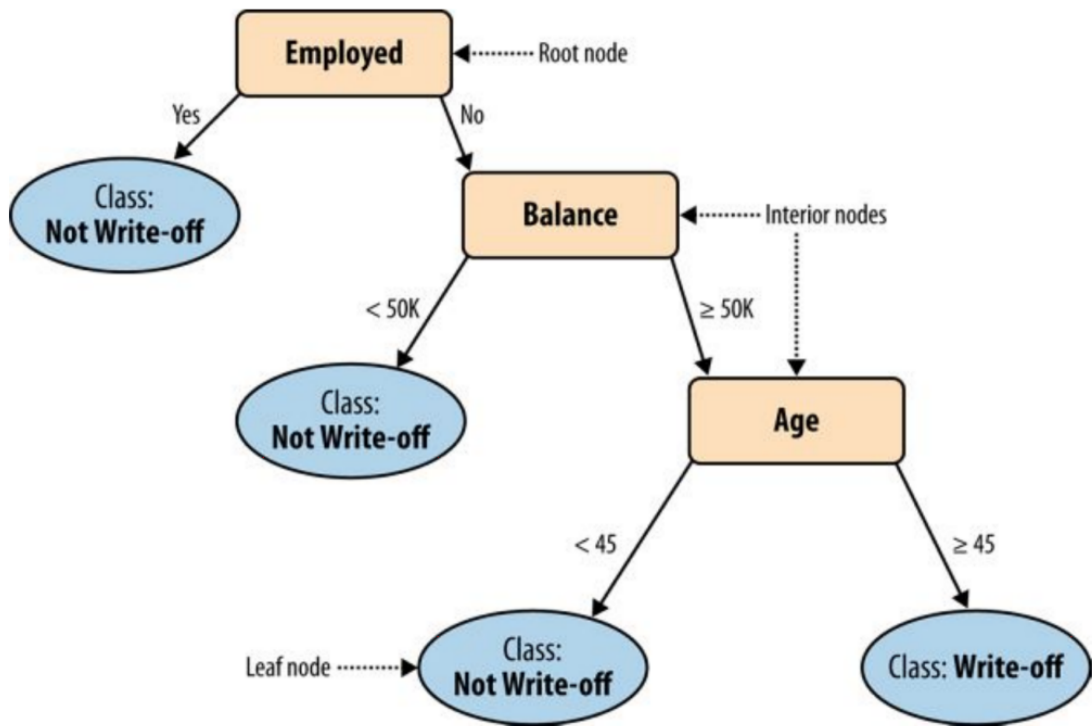 Employed
Root node
Yes
No
Class:
Not Write-off
Balance
Interior nodes
< 50K
≥ 50K
Class:
Not Write-off
Age
< 45
≥ 45
Leaf node
Class:
Not Write-off
Class: Write-off